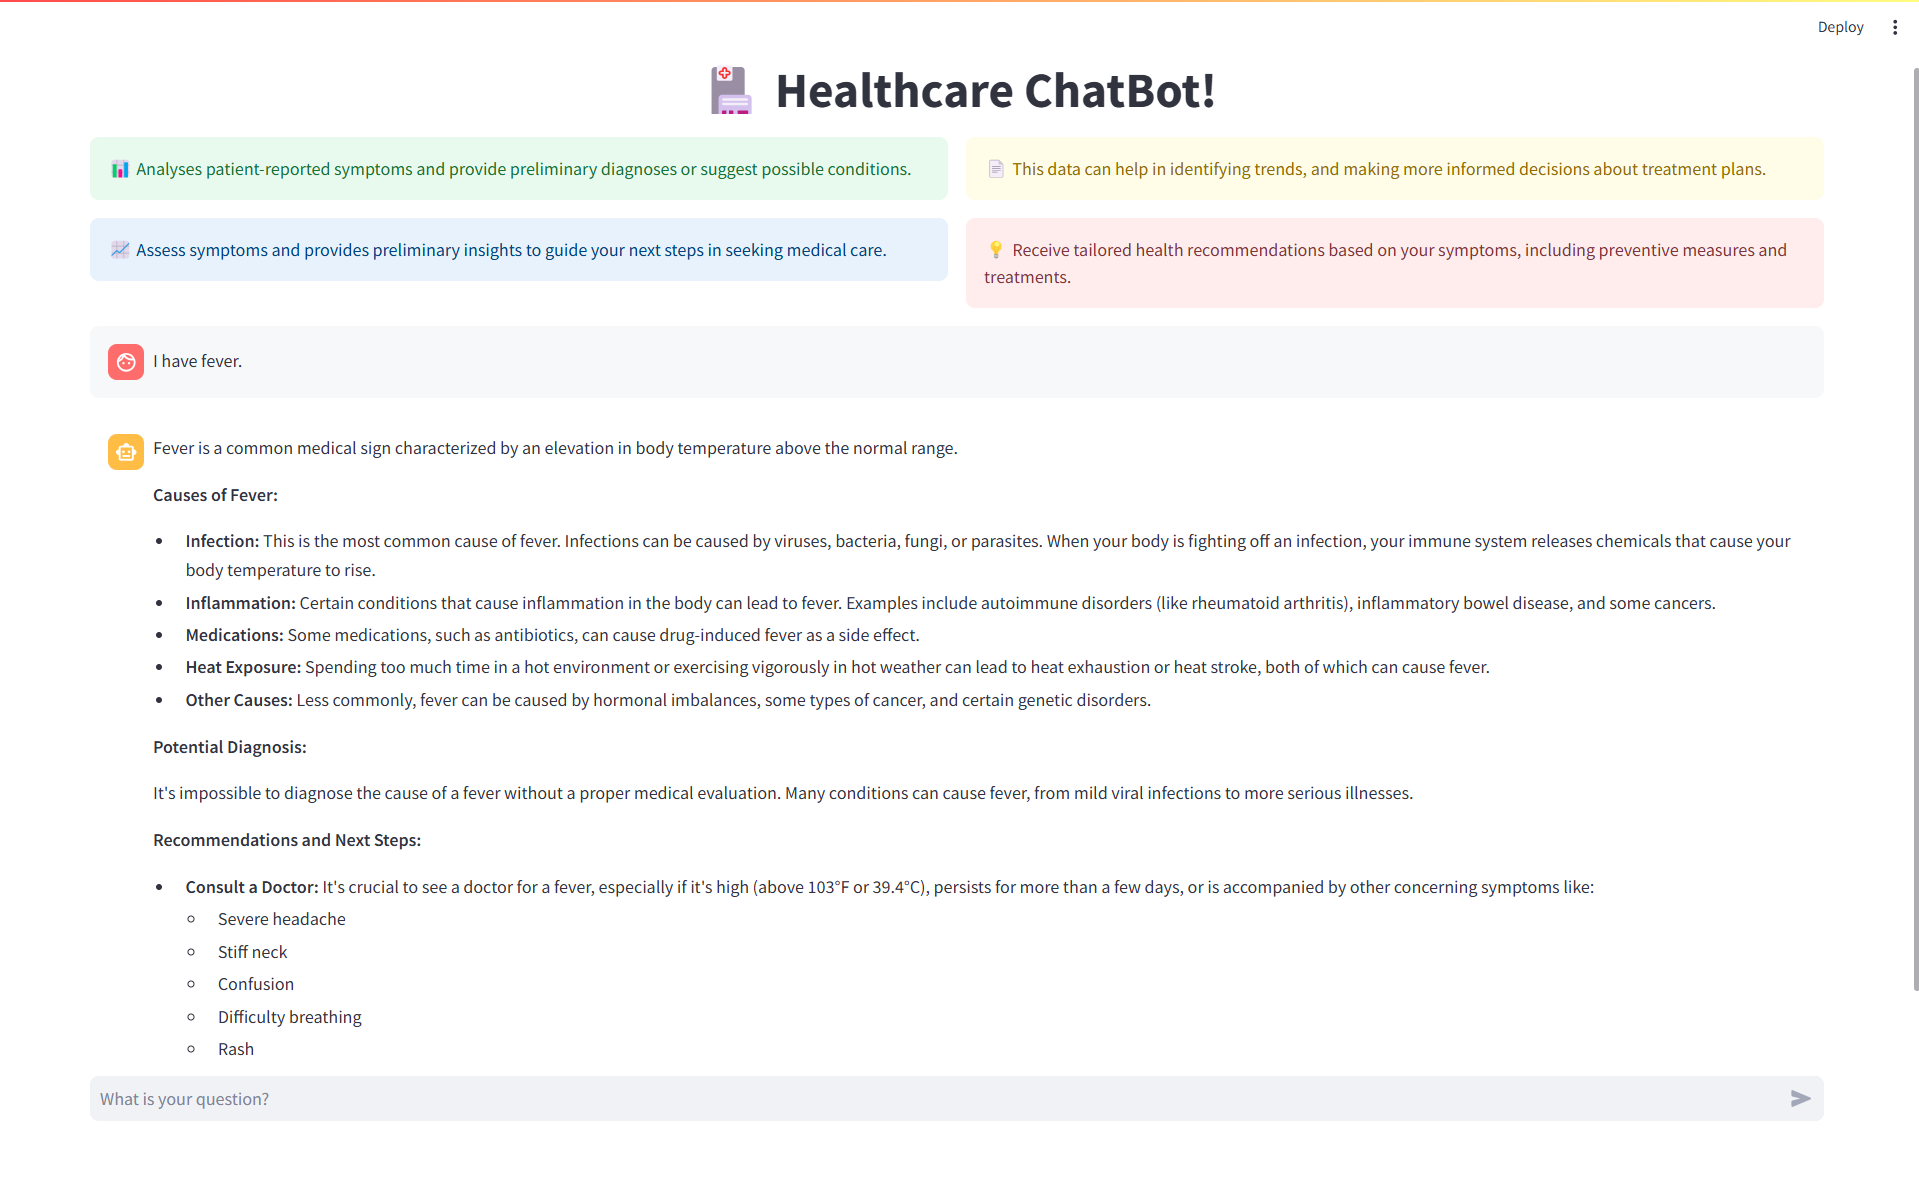 Deploy
Healthcare ChatBot!
Analyses patient-reported symptoms and provide preliminary diagnoses or suggest possible conditions.
This data can help in identifying trends, and making more informed decisions about treatment plans.
Assess symptoms and provides preliminary insights to guide your next steps in seeking medical care.
Receive tailored health recommendations based on your symptoms, including preventive measures and
treatments.
I have fever.
Fever is a common medical sign characterized by an elevation in body temperature above the normal range.
Causes of Fever:
Infection: This is the most common cause of fever. Infections can be caused by viruses, bacteria, fungi, or parasites. When your body is fighting off an infection, your immune system releases chemicals that cause your
body temperature to rise.
Inflammation: Certain conditions that cause inflammation in the body can lead to fever. Examples include autoimmune disorders (like rheumatoid arthritis), inflammatory bowel disease, and some cancers.
Medications: Some medications, such as antibiotics, can cause drug-induced fever as a side effect.
Heat Exposure: Spending too much time in a hot environment or exercising vigorously in hot weather can lead to heat exhaustion or heat stroke, both of which can cause fever.
Other Causes: Less commonly, fever can be caused by hormonal imbalances, some types of cancer, and certain genetic disorders.
Potential Diagnosis:
It's impossible to diagnose the cause of a fever without a proper medical evaluation. Many conditions can cause fever, from mild viral infections to more serious illnesses.
Recommendations and Next Steps:
Consult a Doctor: It's crucial to see a doctor for a fever, especially if it's high (above 103°F or 39.4°C), persists for more than a few days, or is accompanied by other concerning symptoms like:
Severe headache
Stiff neck
Confusion
Difficulty breathing
Rash
What is your question?